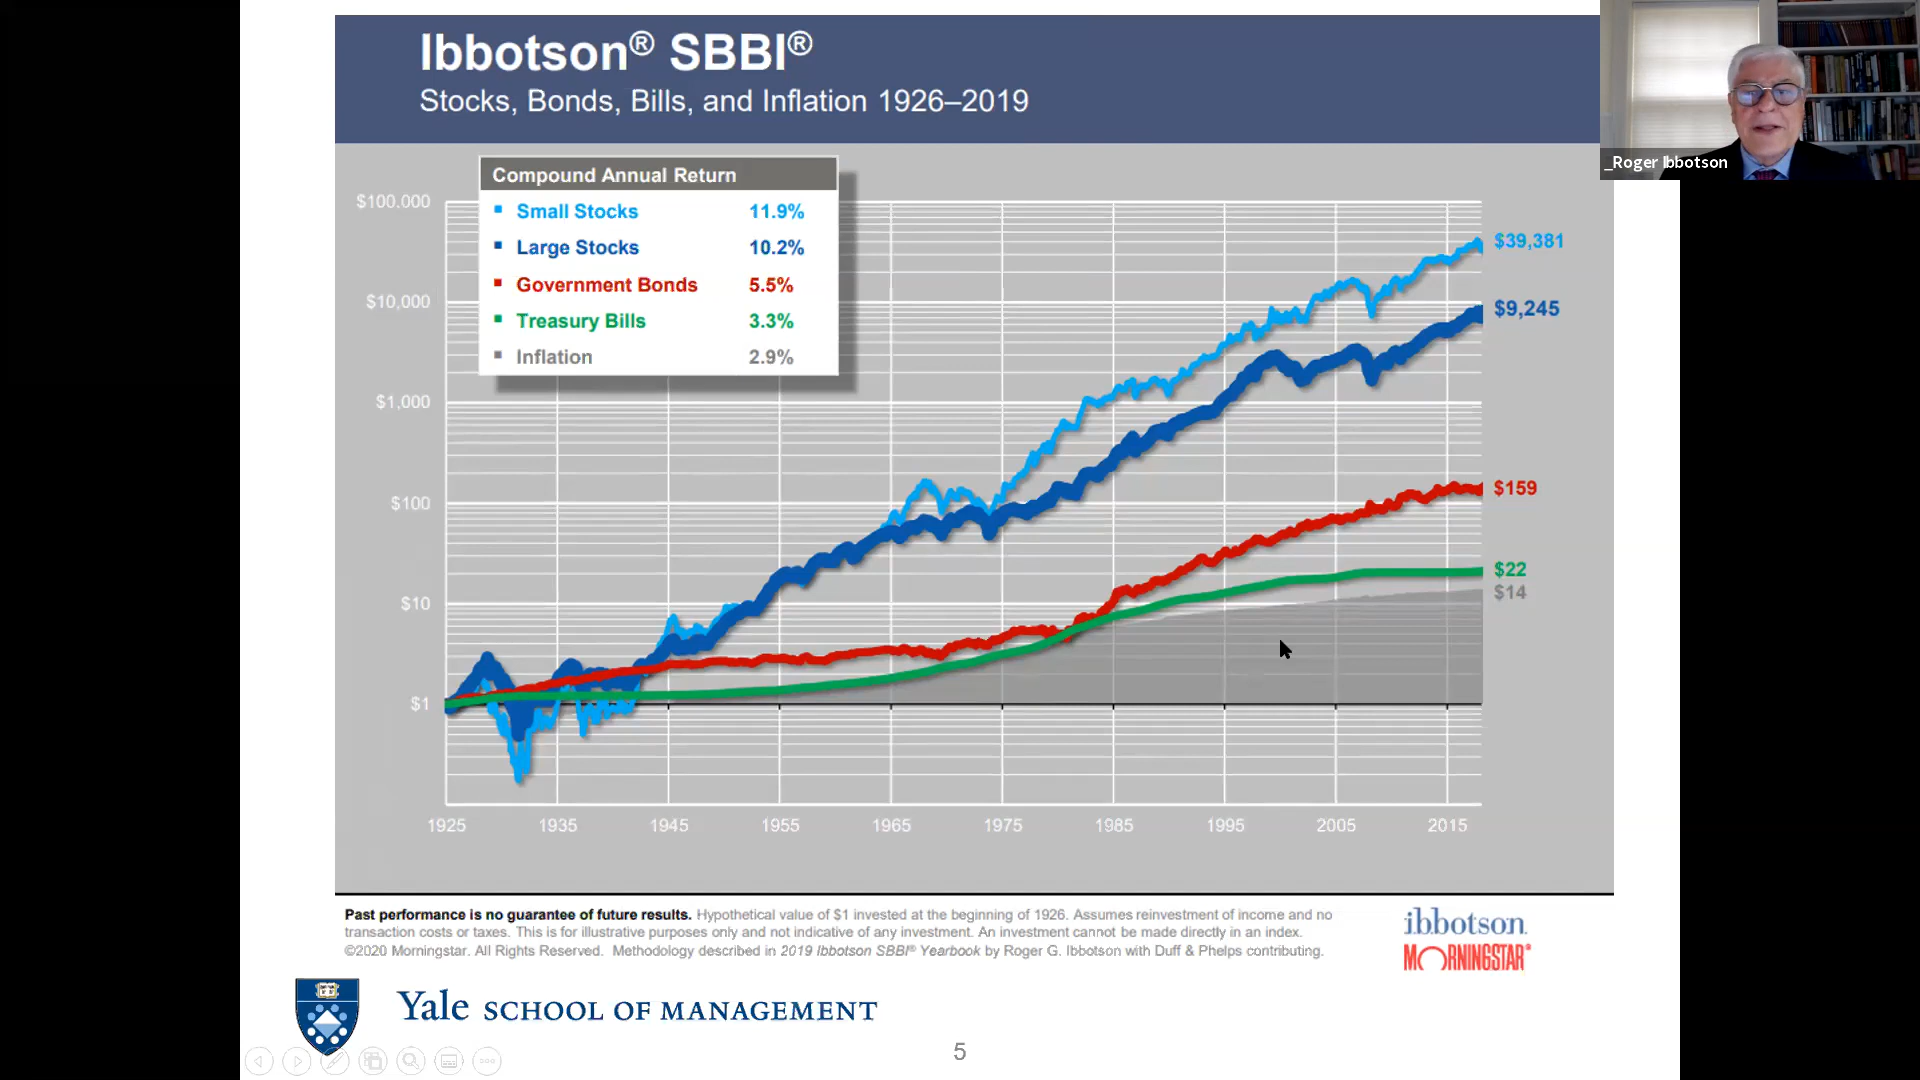 Ibbotson® SBBI®
Stocks, Bonds, Bills, and Inflation 1926–2019
_Roger Ibbotson
Compound Annual Return
Small Stocks 11.9%
Large Stocks 10.2%
Government Bonds 5.5%
Treasury Bills 3.3%
Inflation 2.9%
$100,000
$10,000
$1,000
$100
$10
$1
$39,381
$9,245
$159
$22
$14
1925 1935 1945 1955 1965 1975 1985 1995 2005 2015
Past performance is no guarantee of future results. Hypothetical value of $1 invested at the beginning of 1926. Assumes reinvestment of income and no
transaction costs or taxes. This is for illustrative purposes only and not indicative of any investment. An investment cannot be made directly in an index.
©2020 Morningstar. All Rights Reserved. Methodology described in 2019 Ibbotson SBBI® Yearbook by Roger G. Ibbotson with Duff & Phelps contributing.
ibbotson.
MORNINGSTAR®
Yale SCHOOL OF MANAGEMENT
5